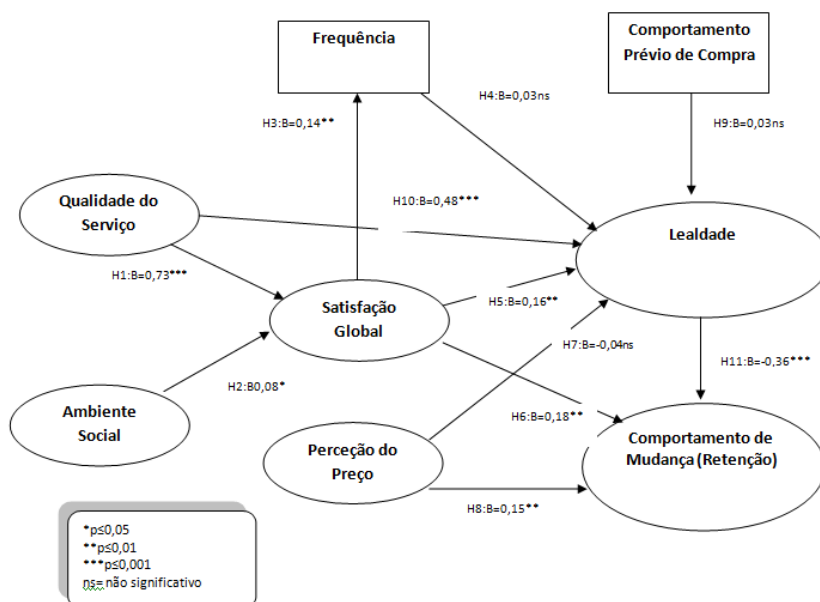 Frequência
Comportamento
Prévio de Compra
H4:B=0,03ns
H3:B=0,14**
H9:B=0,03ns
Qualidade do
Serviço
H10:B=0,48***
Lealdade
H1:B=0,73***
Satisfação
Global
H5:B=0,16**
H7:B=-0,04ns
H11:B=-0,36***
H2:B0,08*
Ambiente
Social
H6:B=0,18**
Perceção do
Preço
Comportamento de
Mudança (Retenção)
H8:B=0,15**
*p≤0,05
**p≤0,01
***p≤0,001
ns= não significativo